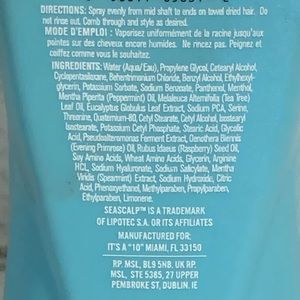 DIRECTIONS: Spray evenly from mid shaft to ends on towel dried hair. Do
not rinse out. Comb through and style as desired.
MODE D'EMPLOI : Vaporisez uniformément de la racine jusqu'aux
pointes sur des cheveux encore humides. Ne rincez pas. Peignez et
coiffez comme vous le souhaitez.
INGREDIENTS: Water (Aqua/Eau), Propylene Glycol, Cetearyl Alcohol,
Cyclopentasiloxane, Behentrimonium Chloride, Benzyl Alcohol, Ethylhexyl-
glycerin, Potassium Sorbate, Sodium Benzoate, Panthenol, Menthol,
Mentha Piperita (Peppermint) Oil, Melaleuca Alternifolia (Tea Tree)
Leaf Oil, Eucalyptus Globulus Leaf Extract, Sodium PCA, Serine,
Threonine, Quaternium-80, Cetyl Stearate, Cetyl Alcohol, Isostearyl
Isostearate, Potassium Cetyl Phosphate, Stearic Acid, Glycolic
Acid, Pseudoalteromonas Ferment Extract, Oenothera Biennis
(Evening Primrose) Oil, Rubus Idaeus (Raspberry) Seed Oil,
Soy Amino Acids, Wheat Amino Acids, Glycerin, Arginine
HCL, Sodium Hyaluronate, Sodium Salicylate, Mentha
Viridis (Spearmint) Extract, Sodium Hydroxide, Citric
Acid, Phenoxyethanol, Methylparaben, Propylparaben,
Ethylparaben, Limonene.
SEASCALP™ IS A TRADEMARK
OF LIPOTEC S.A. OR ITS AFFILIATES
MANUFACTURED FOR:
IT'S A "10" MIAMI, FL 33150
RP. MSL, BL9 5NB, UK RP.
MSL, STE 5365, 27 UPPER
PEMBROKE ST, DUBLIN. IE